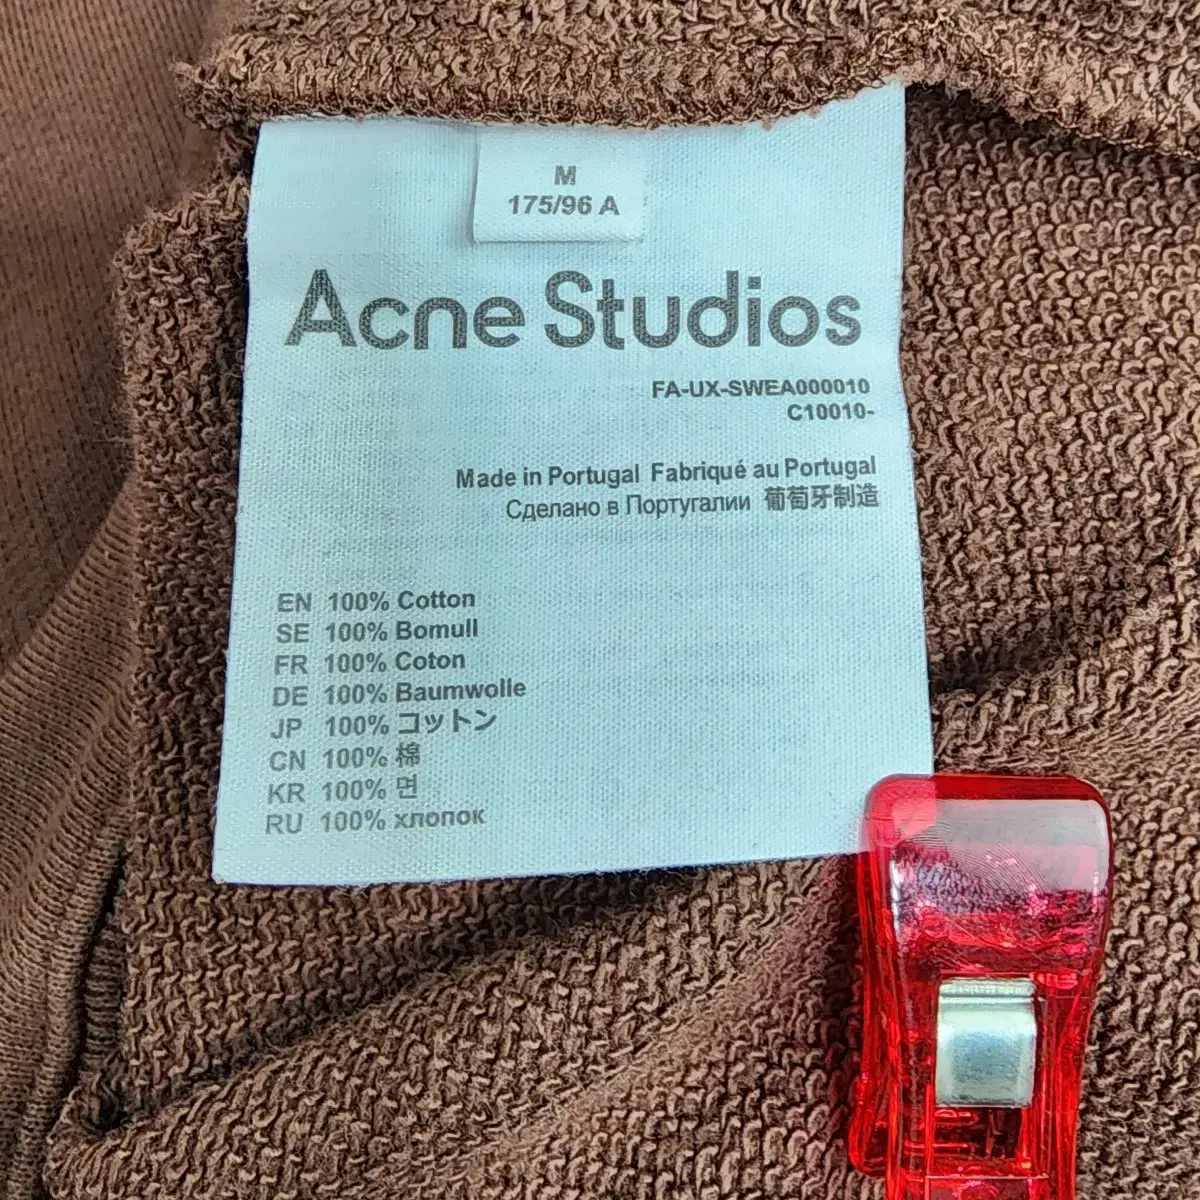 M
175/96 A
Acne Studios
FA-UX-SWEA000010
C10010-
Made in Portugal Fabriqué au Portugal
Сделано в Португалии 葡萄牙制造
EN 100% Cotton
SE 100% Bomull
FR 100% Coton
DE 100% Baumwolle
JP 100% コットン
CN 100% 棉
KR 100% 면
RU 100% хлопок